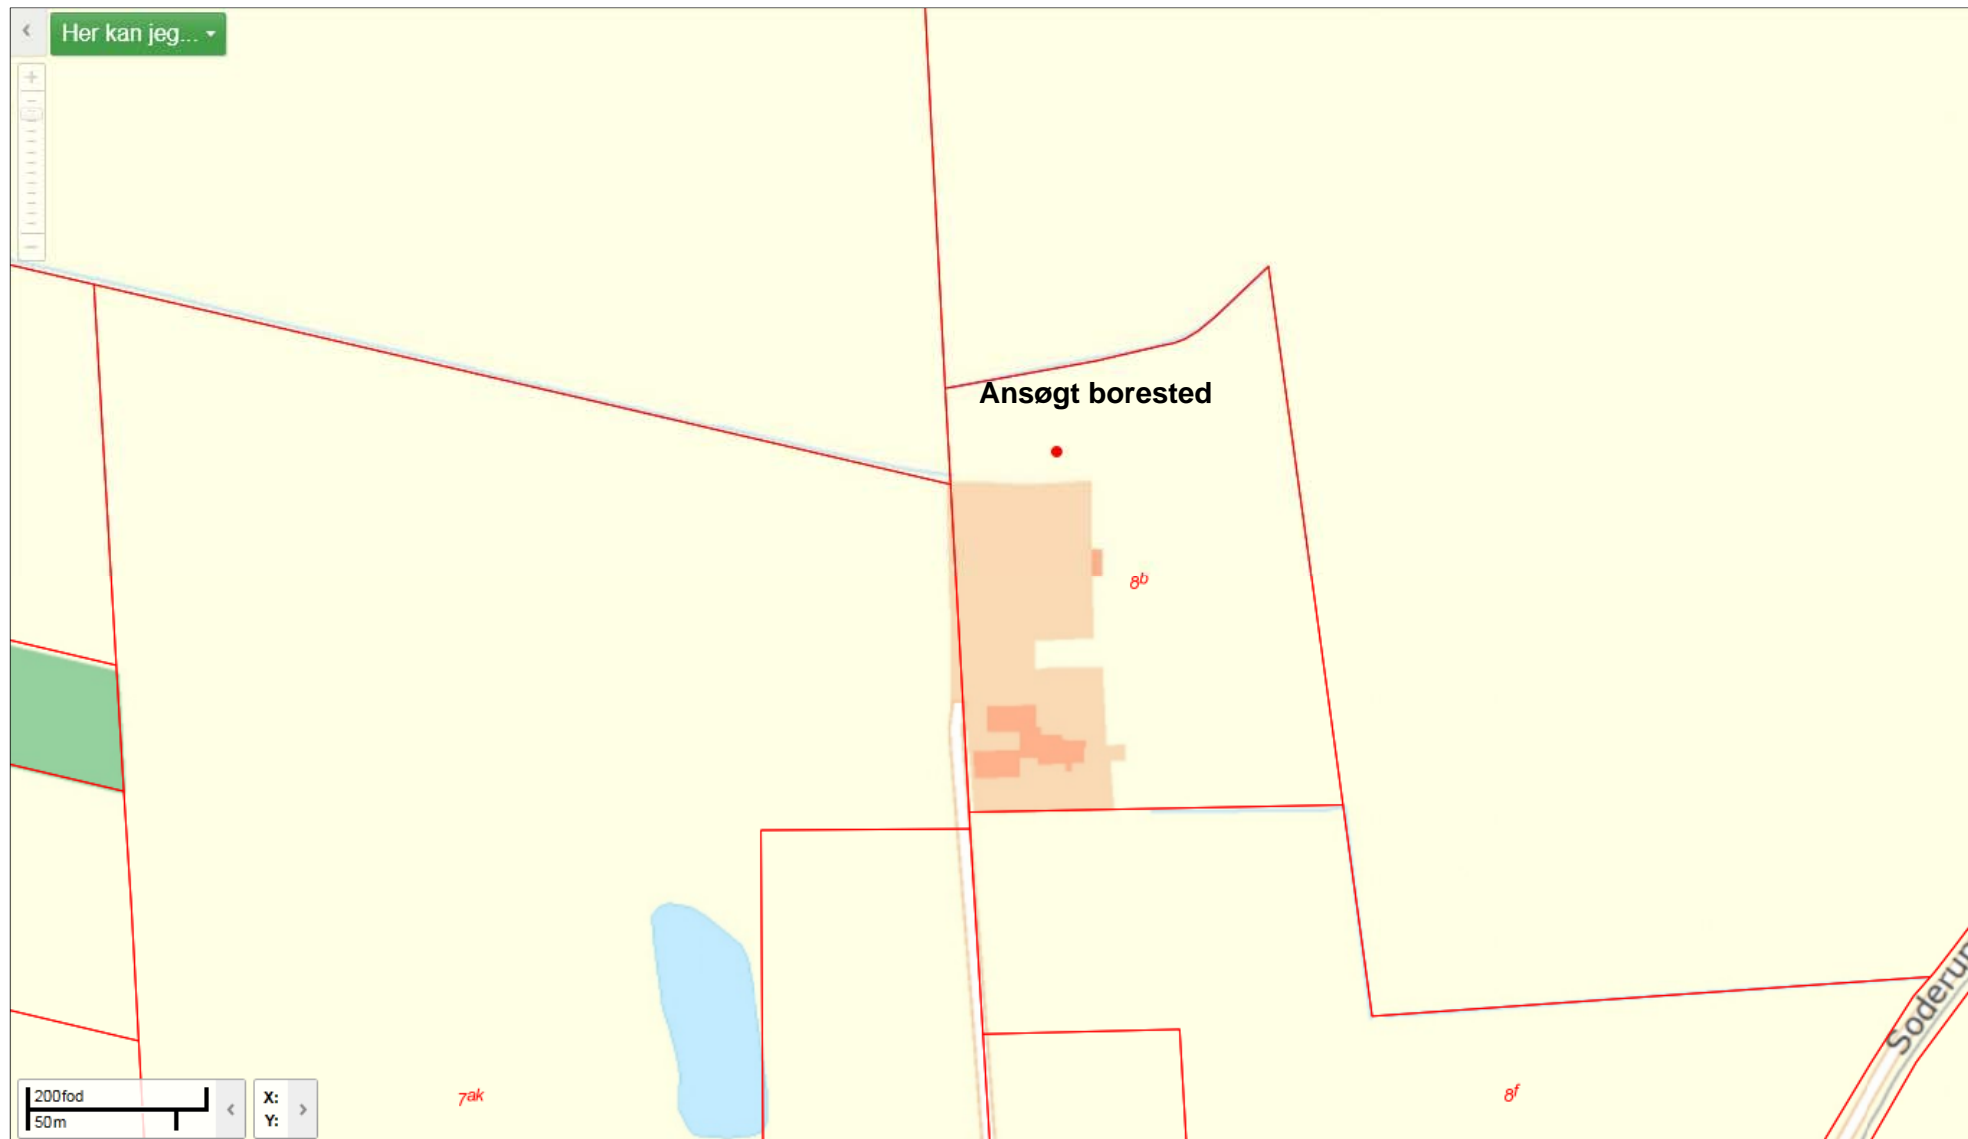 Her kan jeg...
Ansøgt borested
8b
Soderup
200fod
50m
X:
Y:
7ak
8f